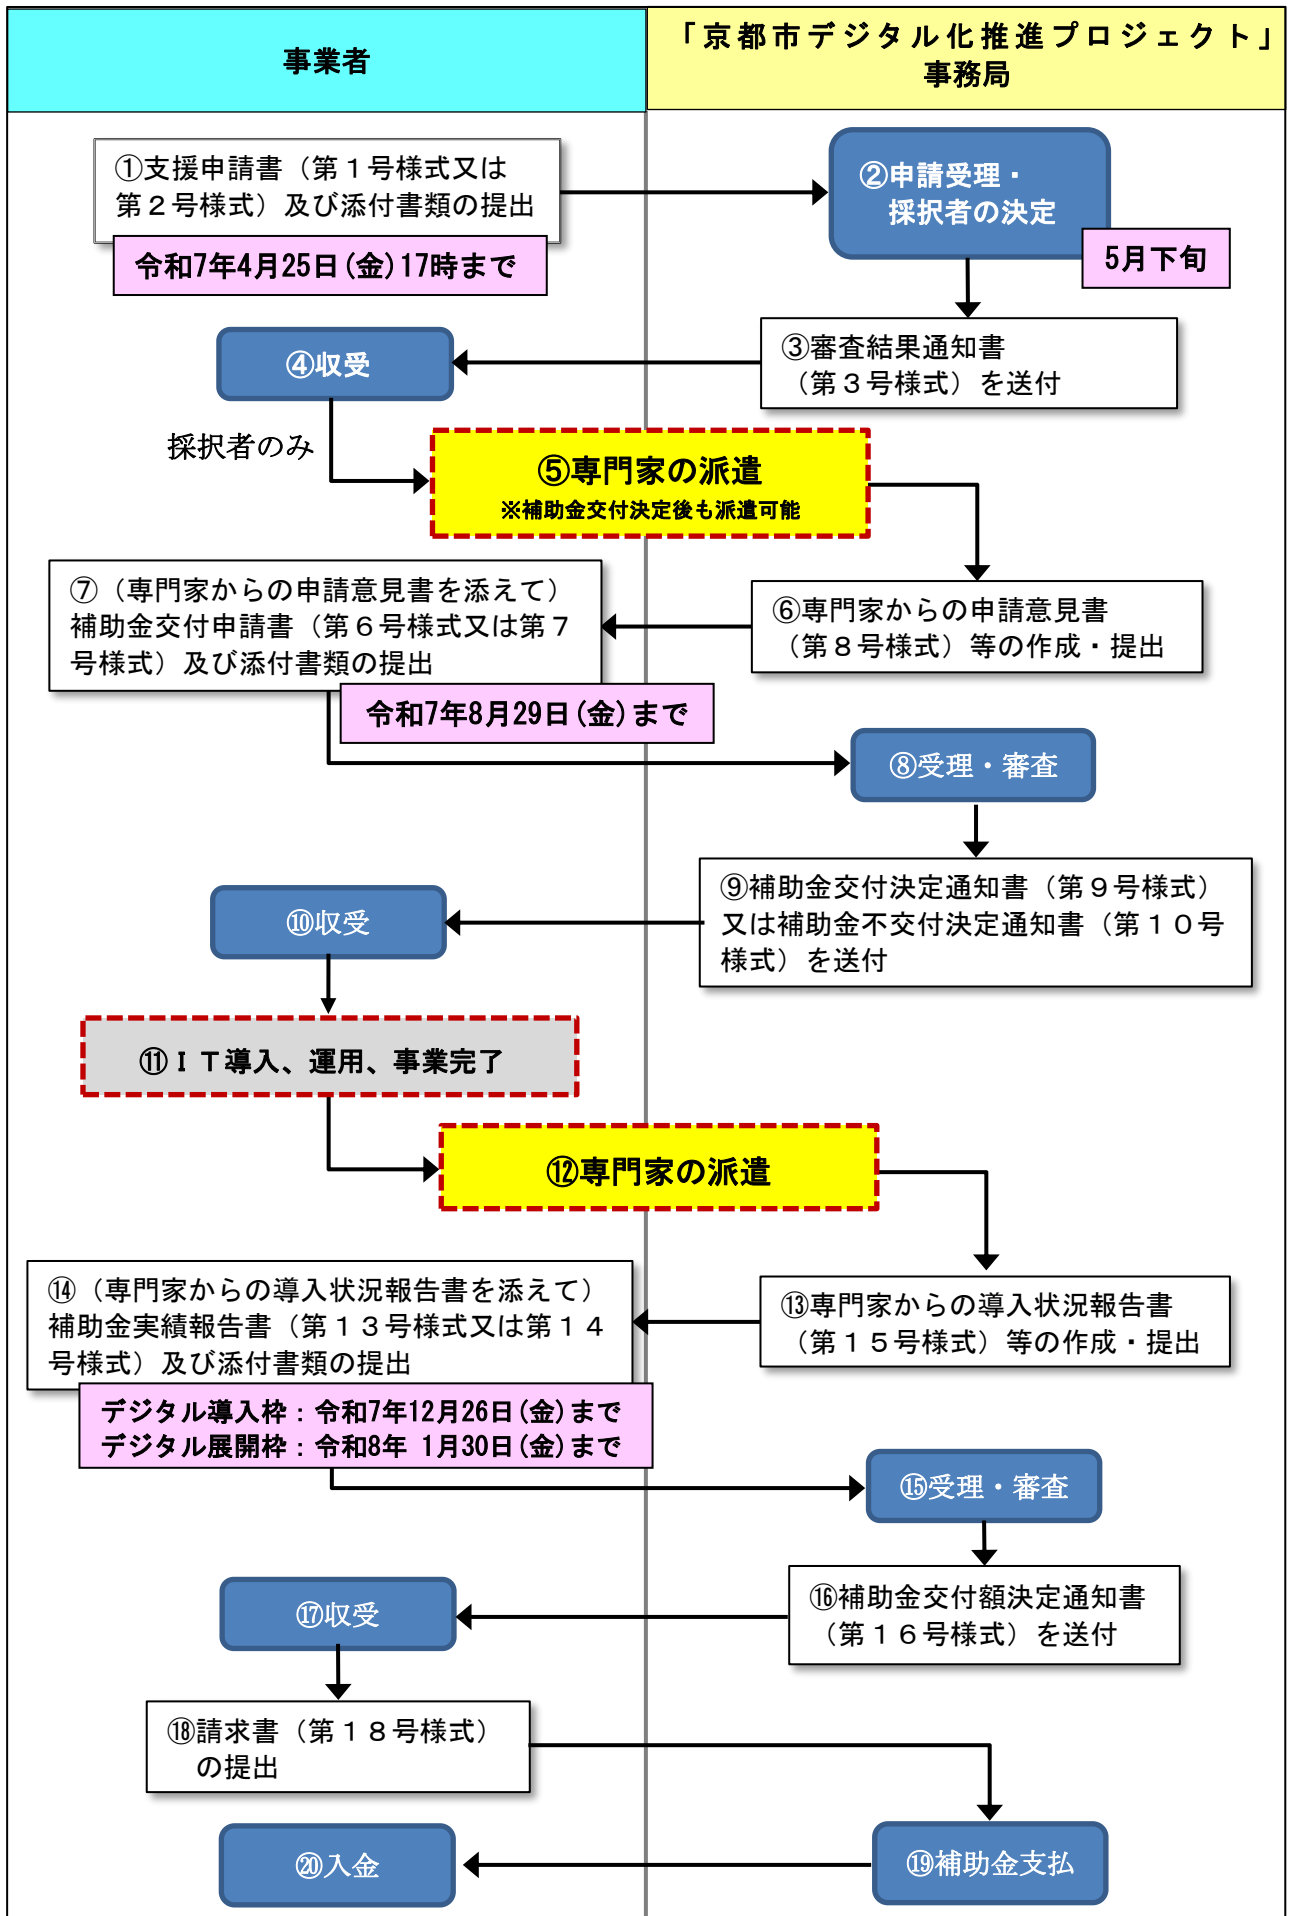 事業者
「京都市デジタル化推進プロジェクト」
事務局
①支援申請書（第１号様式又は
第２号様式）及び添付書類の提出
令和7年4月25日(金)17時まで
②申請受理・
採択者の決定
5月下旬
③審査結果通知書
（第３号様式）を送付
④収受
採択者のみ
⑤専門家の派遣
※補助金交付決定後も派遣可能
⑥専門家からの申請意見書
（第８号様式）等の作成・提出
⑦（専門家からの申請意見書を添えて）
補助金交付申請書（第６号様式又は第７
号様式）及び添付書類の提出
令和7年8月29日(金)まで
⑧受理・審査
⑨補助金交付決定通知書（第９号様式）
又は補助金不交付決定通知書（第１０号
様式）を送付
⑩収受
⑪ＩＴ導入、運用、事業完了
⑫専門家の派遣
⑬専門家からの導入状況報告書
（第１５号様式）等の作成・提出
⑭（専門家からの導入状況報告書を添えて）
補助金実績報告書（第１３号様式又は第１４
号様式）及び添付書類の提出
デジタル導入枠：令和7年12月26日(金)まで
デジタル展開枠：令和8年 1月30日(金)まで
⑮受理・審査
⑯補助金交付額決定通知書
（第１６号様式）を送付
⑰収受
⑱請求書（第１８号様式）
の提出
⑲補助金支払
⑳入金